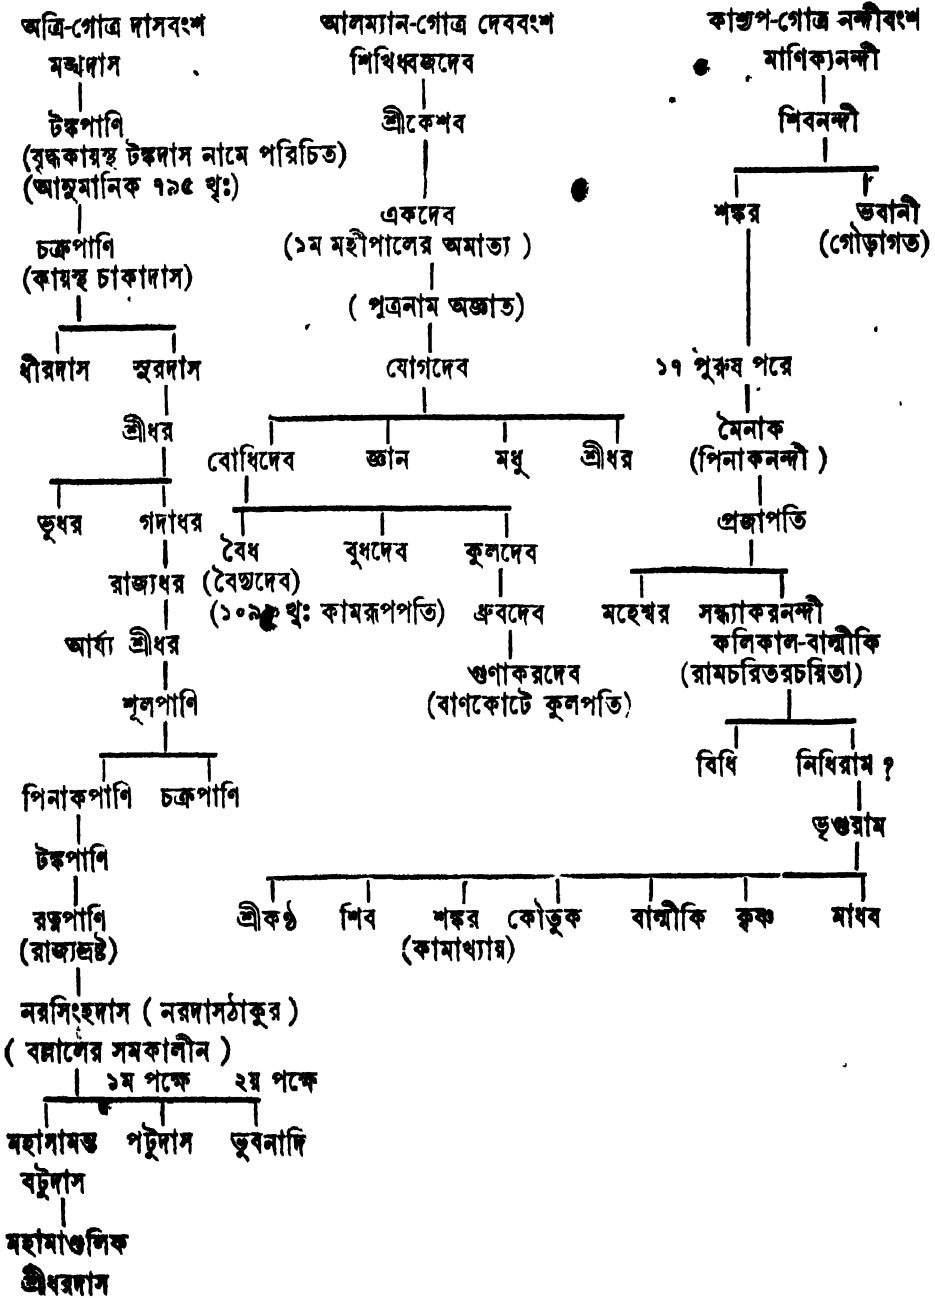 অত্রি-গোত্র দাসবংশ
মঙ্খদাস
টঙ্কপাণি
(বৃদ্ধকায়স্থ টঙ্কদাস নামে পরিচিত)
(আনুমানিক ৭৯৫ খৃঃ)
চক্রপাণি
(কায়স্থ চাকাদাস)
ধীরদাস সুরদাস
শ্রীধর
ভূধর গদাধর
রাজ্যধর
আর্য্য শ্রীধর
শূলপাণি
পিনাকপাণি চক্রপাণি
টঙ্কপাণি
রত্নপাণি
(রাজ্যভ্রষ্ট)
নরসিংহদাস ( নরদাসঠাকুর )
( বল্লালের সমকালীন )
১ম পক্ষে ২য় পক্ষে
মহাসামন্ত পটুদাস ভুবনাদি
বটুদাস
মহামাণ্ডলিক
শ্রীধরদাস
আলম্যান-গোত্র দেববংশ
শিখিধ্বজদেব
শ্রীকেশব
একদেব
(১ম মহীপালের অমাত্য )
( পুত্রনাম অজ্ঞাত)
যোগদেব
বোধিদেব জ্ঞান মধু শ্রীধর
বৈধ বুধদেব কুলদেব
(বৈদ্যদেব)
খৃঃ কামরূপপতি) ধ্রুবদেব
গুণাকরদেব
(বাণকোটে কুলপতি)
কাশ্যপ-গোত্র নন্দীবংশ
মাণিক্যনন্দী
শিবনন্দী
শঙ্কর ভবানী
(গৌড়াগত)
১৭ পুরুষ পরে
মৈনাক
(পিনাকনন্দী )
প্রজাপতি
মহেশ্বর সন্ধ্যাকরনন্দী
কলিকাল-বাল্মীকি
(রামচরিতরচয়িতা)
বিধি নিধিরাম ?
ভৃগুরাম
শ্রীকণ্ঠ শিব শঙ্কর কৌতুক বাল্মীকি কৃষ্ণ মাধব
(কামাখ্যায়)